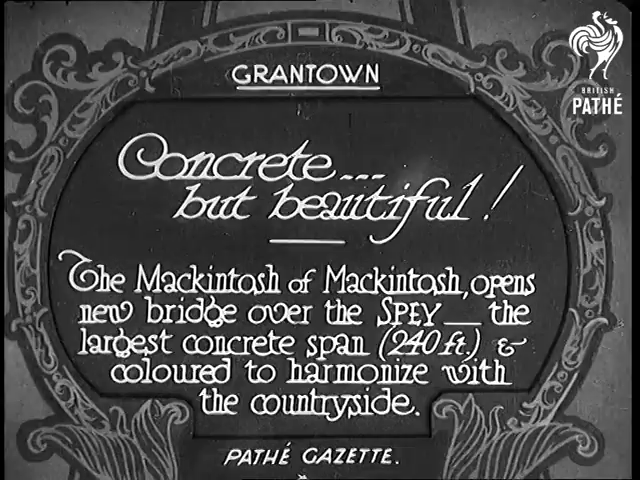 GRANTOWN
BRITISH
PATHÉ
Concrete...
but beautiful!
The Mackintosh of Mackintosh, opens
new bridge over the SPEY — the
largest concrete span (240 ft.) &
coloured to harmonize with
the countryside.
PATHÉ GAZETTE.